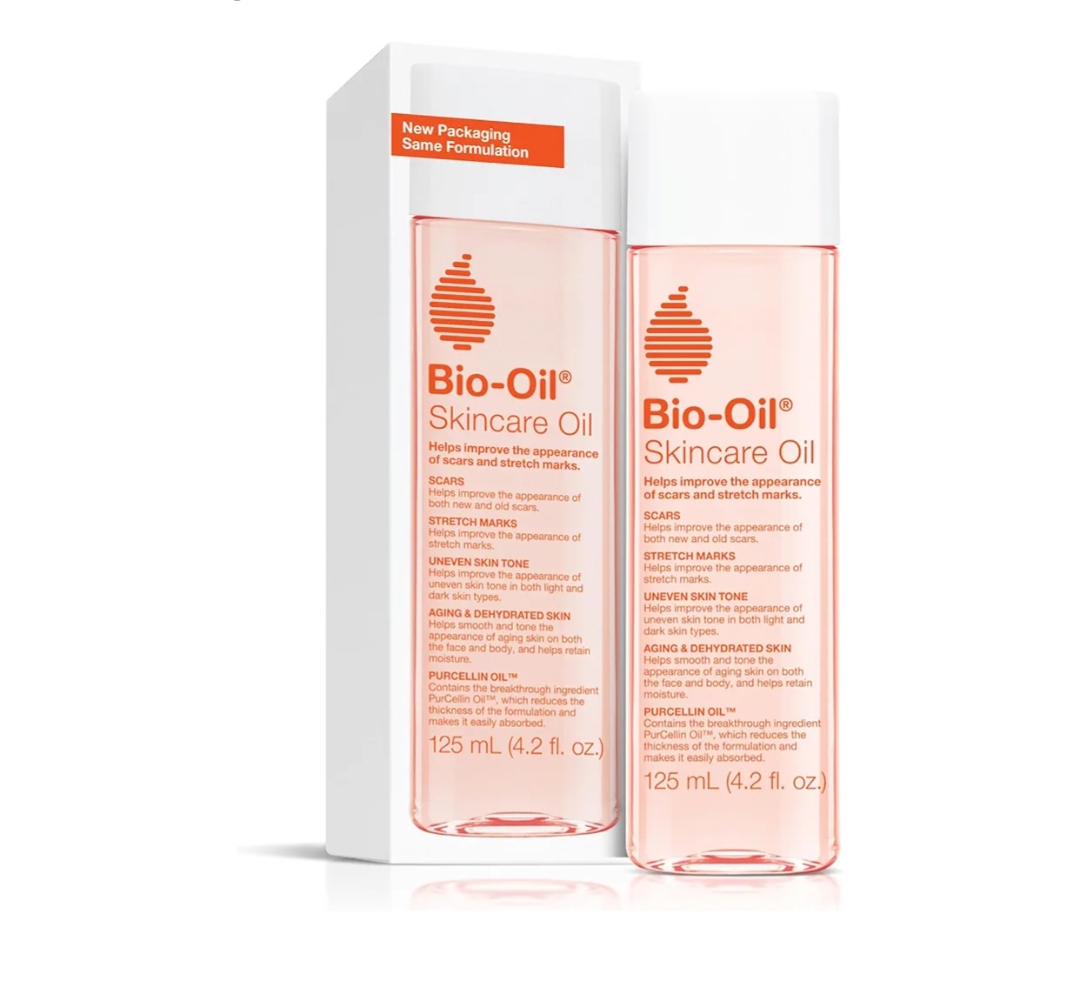 New Packaging
Same Formulation
Bio-Oil®
Skincare Oil
Helps improve the appearance
of scars and stretch marks.
SCARS
Helps improve the appearance of
both new and old scars.
STRETCH MARKS
Helps improve the appearance of
stretch marks.
UNEVEN SKIN TONE
Helps improve the appearance of
uneven skin tone in both light and
dark skin types.
AGING & DEHYDRATED SKIN
Helps smooth and tone the
appearance of aging skin on both
the face and body, and helps retain
moisture.
PURCELLIN OIL™
Contains the breakthrough ingredient
PurCellin Oil™, which reduces the
thickness of the formulation and
makes it easily absorbed.
125 mL (4.2 fl. oz.)
Bio-Oil®
Skincare Oil
Helps improve the appearance
of scars and stretch marks.
SCARS
Helps improve the appearance of
both new and old scars.
STRETCH MARKS
Helps improve the appearance of
stretch marks.
UNEVEN SKIN TONE
Helps improve the appearance of
uneven skin tone in both light and
dark skin types.
AGING & DEHYDRATED SKIN
Helps smooth and tone the
appearance of aging skin on both
the face and body, and helps retain
moisture.
PURCELLIN OIL™
Contains the breakthrough ingredient
PurCellin Oil™, which reduces the
thickness of the formulation and
makes it easily absorbed.
125 mL (4.2 fl. oz.)